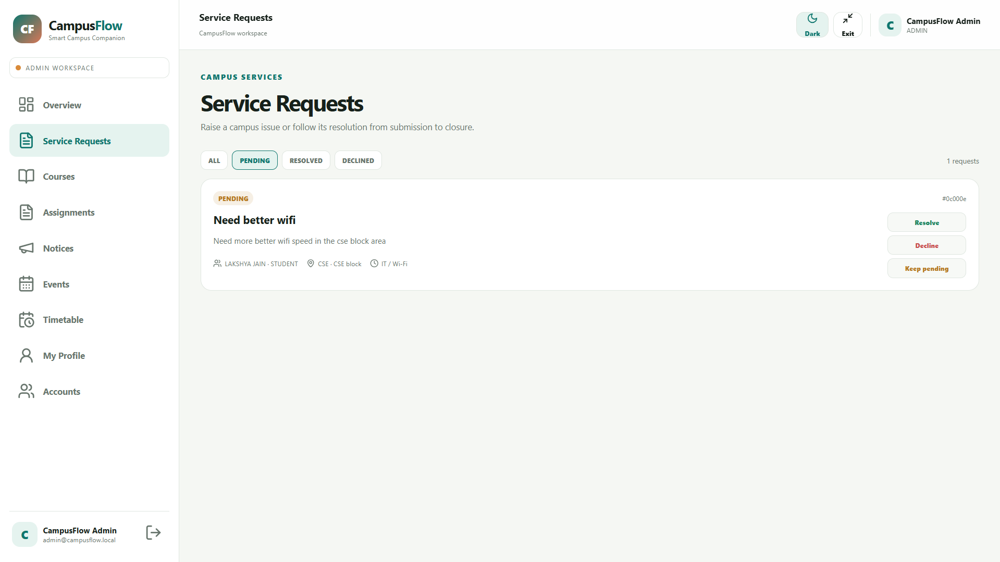 CF
CampusFlow
Smart Campus Companion
ADMIN WORKSPACE
Overview
Service Requests
Courses
Assignments
Notices
Events
Timetable
My Profile
Accounts
C
CampusFlow Admin
admin@campusflow.local
Service Requests
CampusFlow workspace
Dark
Exit
C
CampusFlow Admin
ADMIN
CAMPUS SERVICES
Service Requests
Raise a campus issue or follow its resolution from submission to closure.
ALL PENDING RESOLVED DECLINED
1 requests
PENDING
#0c000e
Need better wifi
Need more better wifi speed in the cse block area
LAKSHYA JAIN · STUDENT CSE · CSE block IT / Wi-Fi
Resolve
Decline
Keep pending